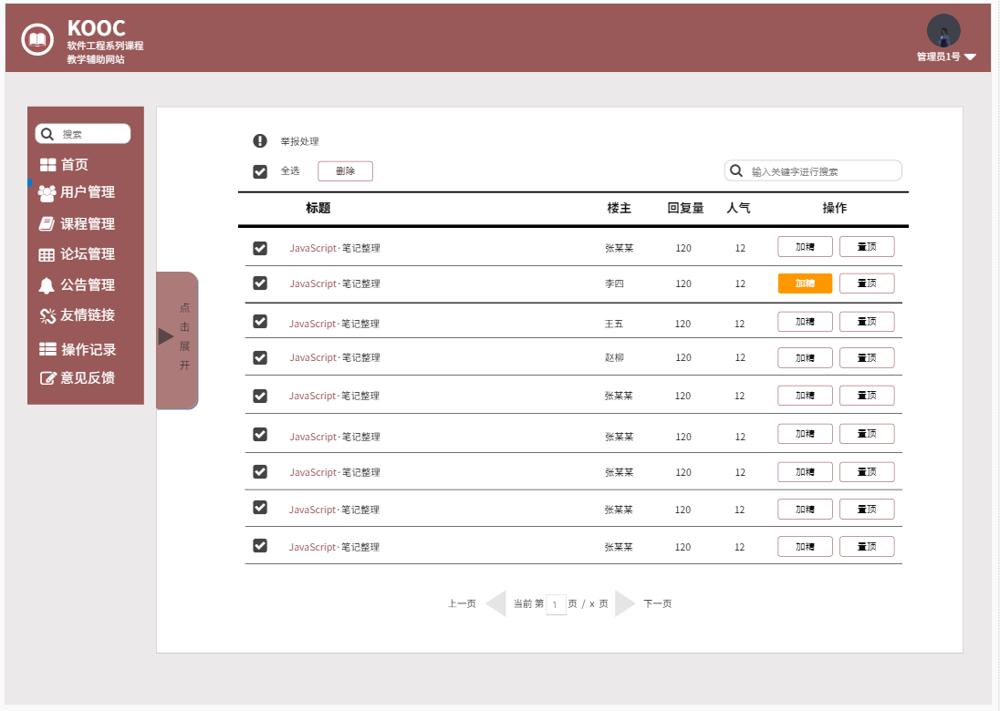 KOOC
软件工程系列课程
教学辅助网站
管理员1号
搜索
首页
用户管理
课程管理
论坛管理
公告管理
友情链接
操作记录
意见反馈
点
击
展
开
举报处理
全选 删除 输入关键字进行搜索
标题 楼主 回复量 人气 操作
JavaScript·笔记整理 张某某 120 12 加精 置顶
JavaScript·笔记整理 李四 120 12 加精 置顶
JavaScript·笔记整理 王五 120 12 加精 置顶
JavaScript·笔记整理 赵柳 120 12 加精 置顶
JavaScript·笔记整理 张某某 120 12 加精 置顶
JavaScript·笔记整理 张某某 120 12 加精 置顶
JavaScript·笔记整理 张某某 120 12 加精 置顶
JavaScript·笔记整理 张某某 120 12 加精 置顶
JavaScript·笔记整理 张某某 120 12 加精 置顶
上一页 当前 第 1 页 / x 页 下一页